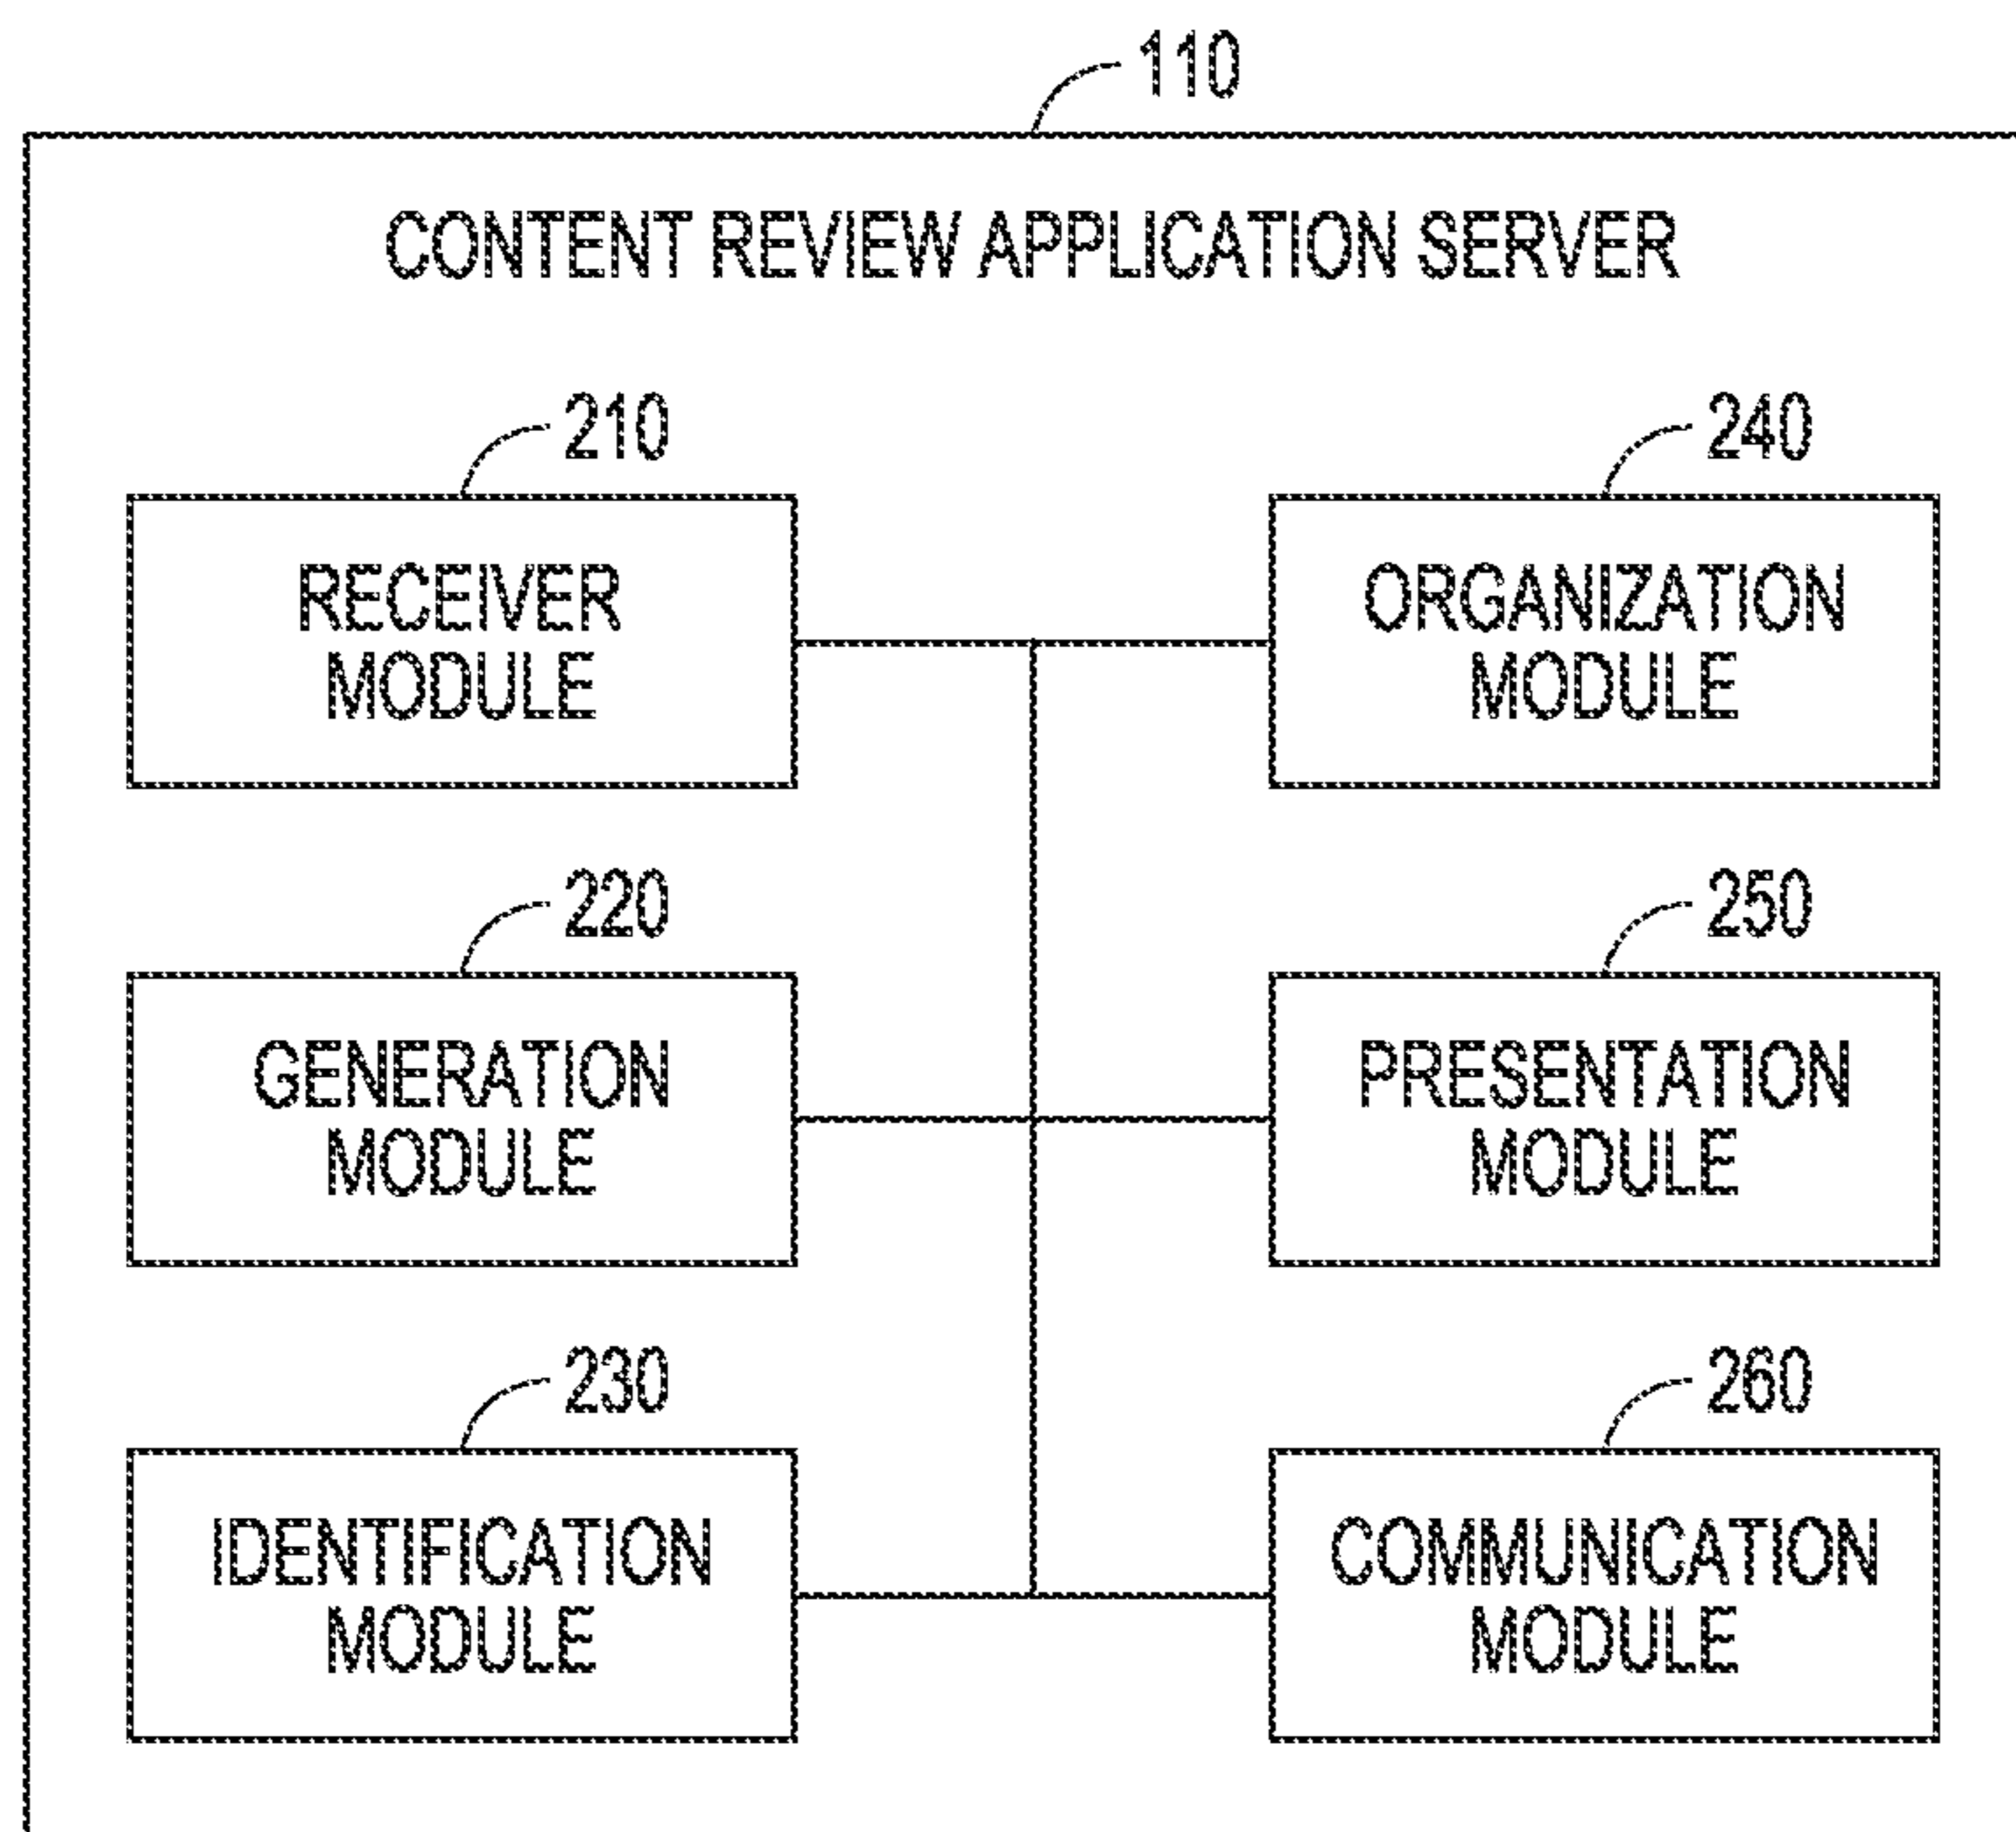 110
CONTENT REVIEW APPLICATION SERVER
210
RECEIVER
MODULE
240
ORGANIZATION
MODULE
220
GENERATION
MODULE
250
PRESENTATION
MODULE
230
IDENTIFICATION
MODULE
260
COMMUNICATION
MODULE